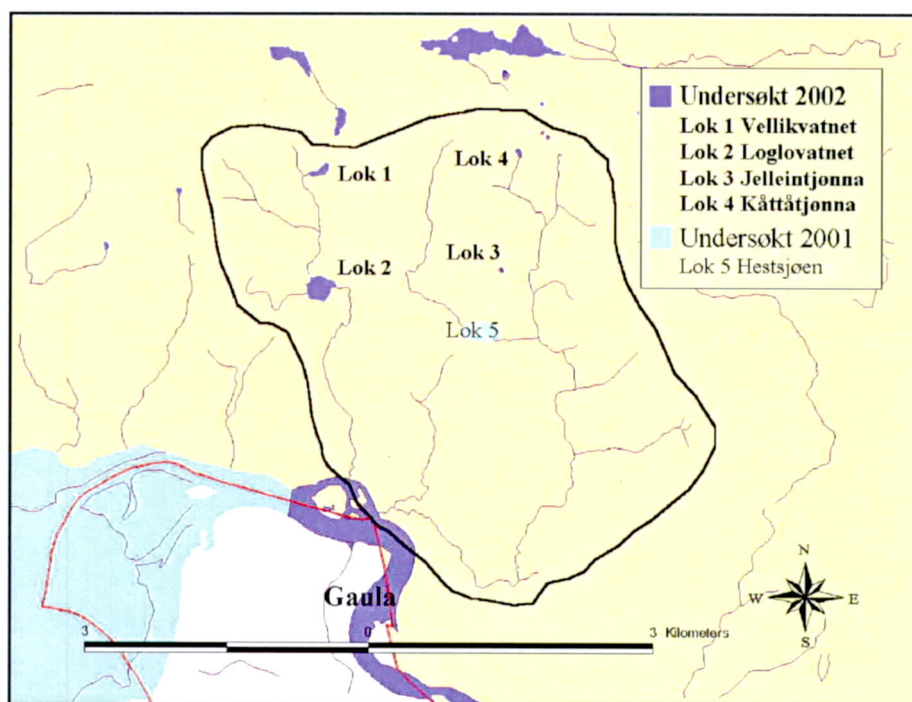 Undersøkt 2002
Lok 1 Vellikvatnet
Lok 2 Loglovatnet
Lok 3 Jelleintjønna
Lok 4 Kåttåtjønna
Undersøkt 2001
Lok 5 Hestsjøen
Lok 4
Lok 1
Lok 3
Lok 2
Lok 5
N
W
E
S
Gaula
3
0
3 Kilometers